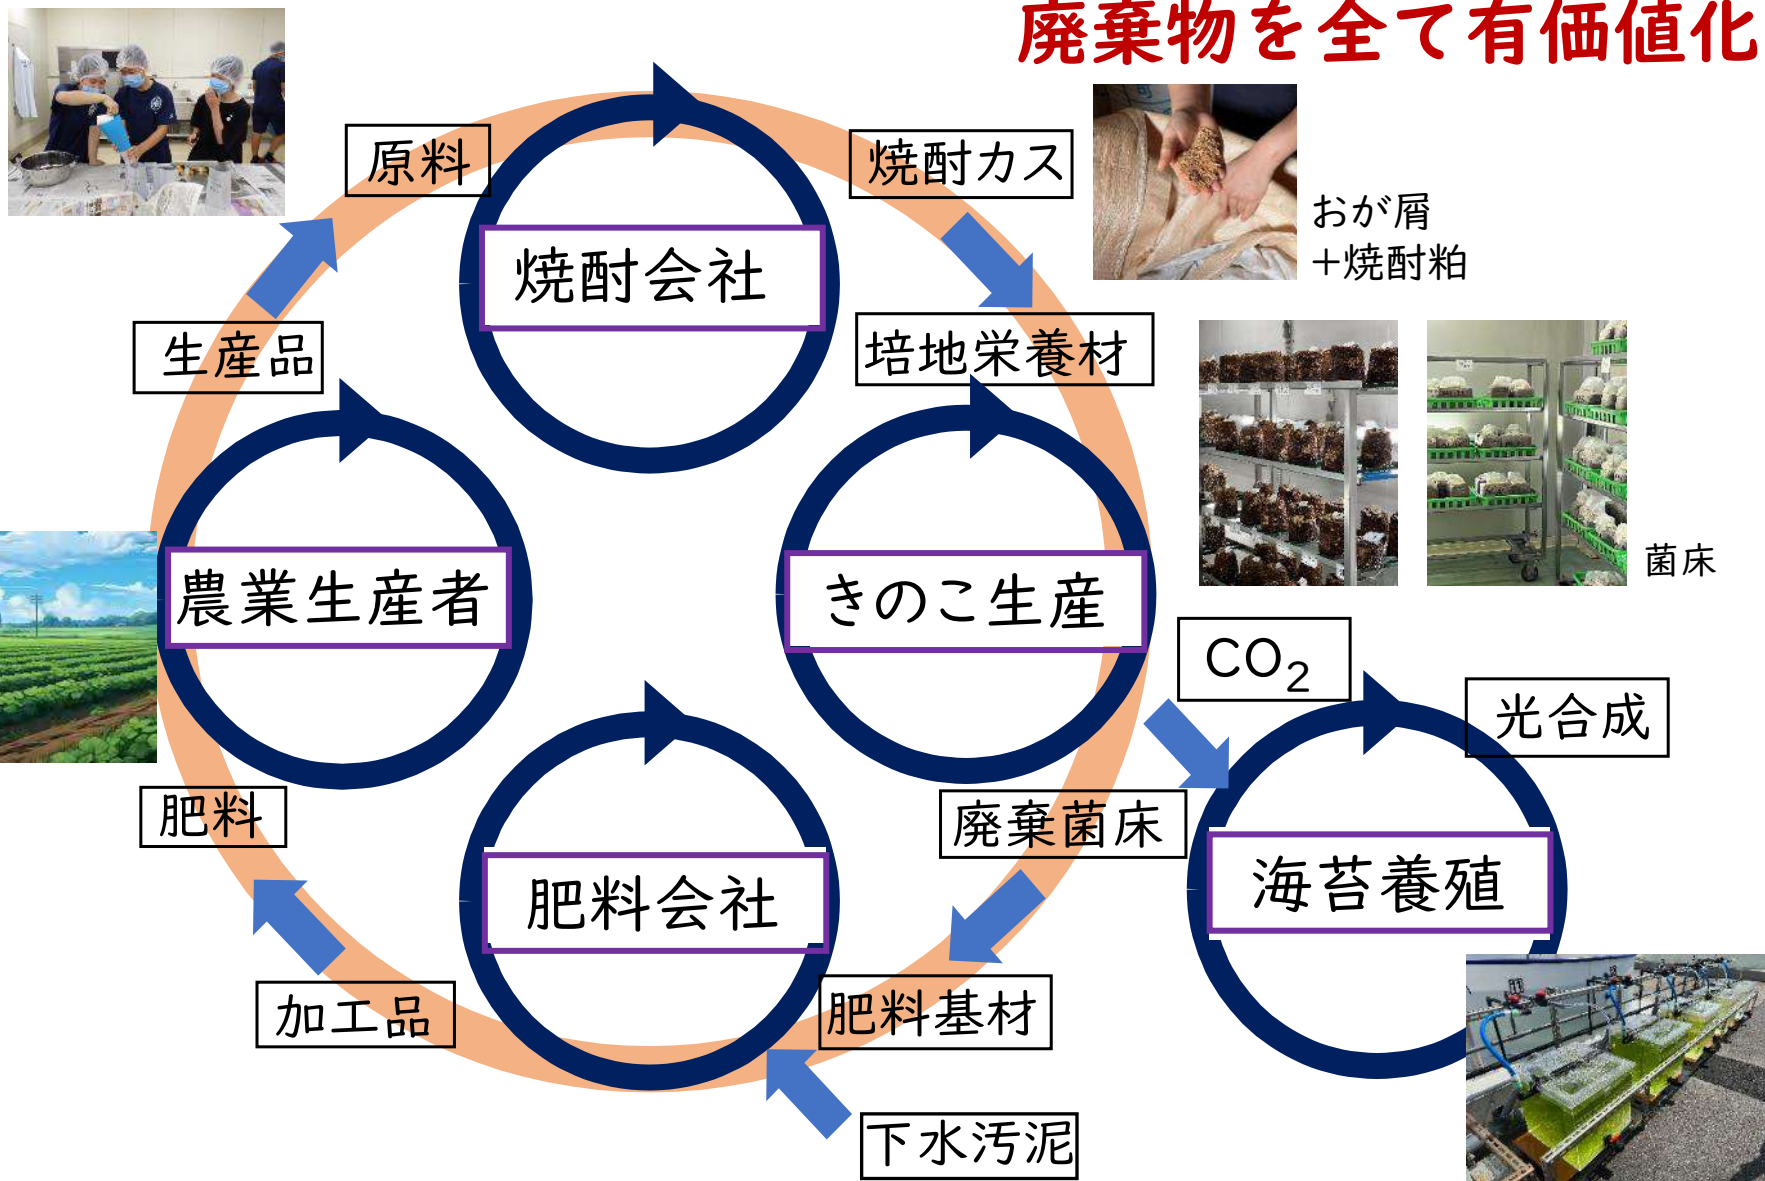 廃棄物を全て有価値化
原料
焼酎カス
おが屑
+焼酎粕
焼酎会社
生産品
培地栄養材
農業生産者
きのこ生産
菌床
CO₂
光合成
肥料
廃棄菌床
肥料会社
海苔養殖
加工品
肥料基材
下水汚泥